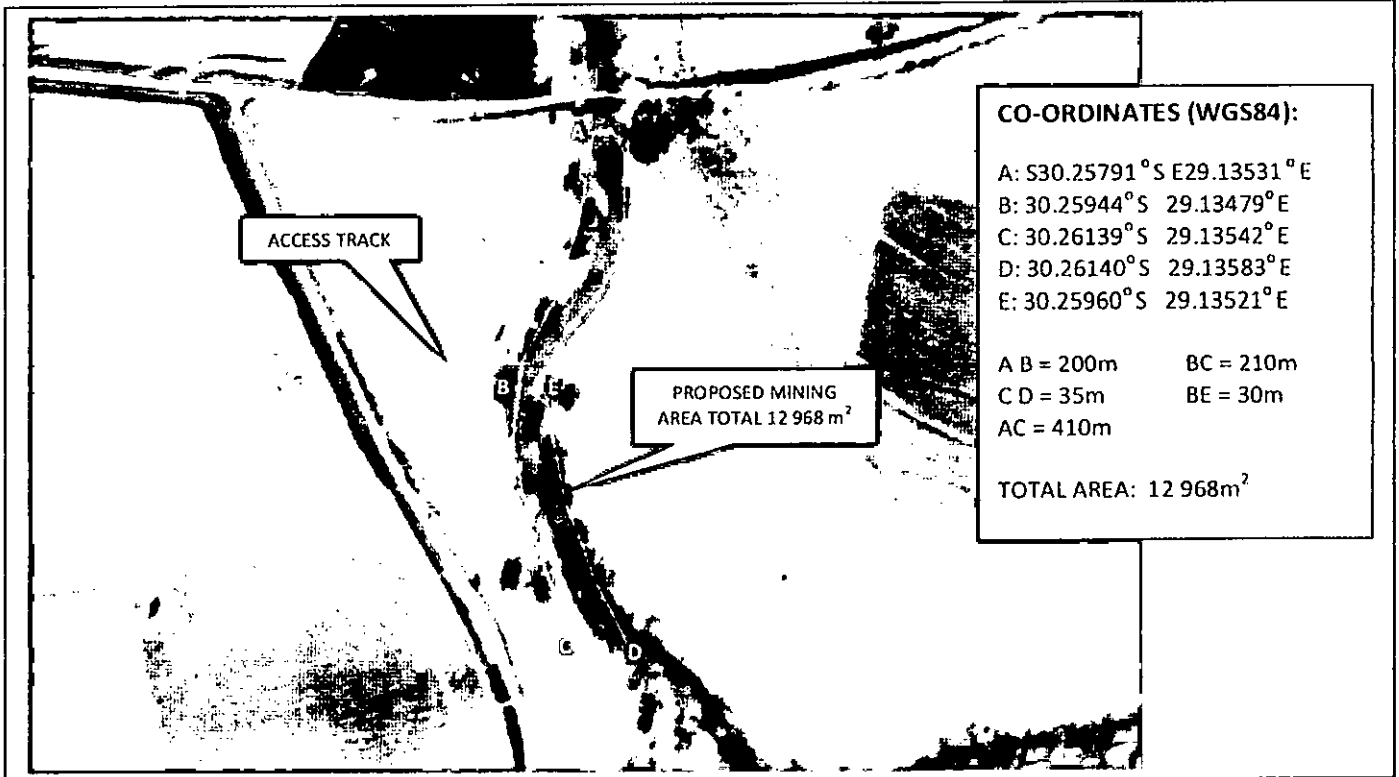 A
ACCESS TRACK
B
E
PROPOSED MINING
AREA TOTAL 12 968 m²
C
D
CO-ORDINATES (WGS84):
A: S30.25791°S E29.13531°E
B: 30.25944°S 29.13479°E
C: 30.26139°S 29.13542°E
D: 30.26140°S 29.13583°E
E: 30.25960°S 29.13521°E
A B = 200m BC = 210m
C D = 35m BE = 30m
AC = 410m
TOTAL AREA: 12 968m²